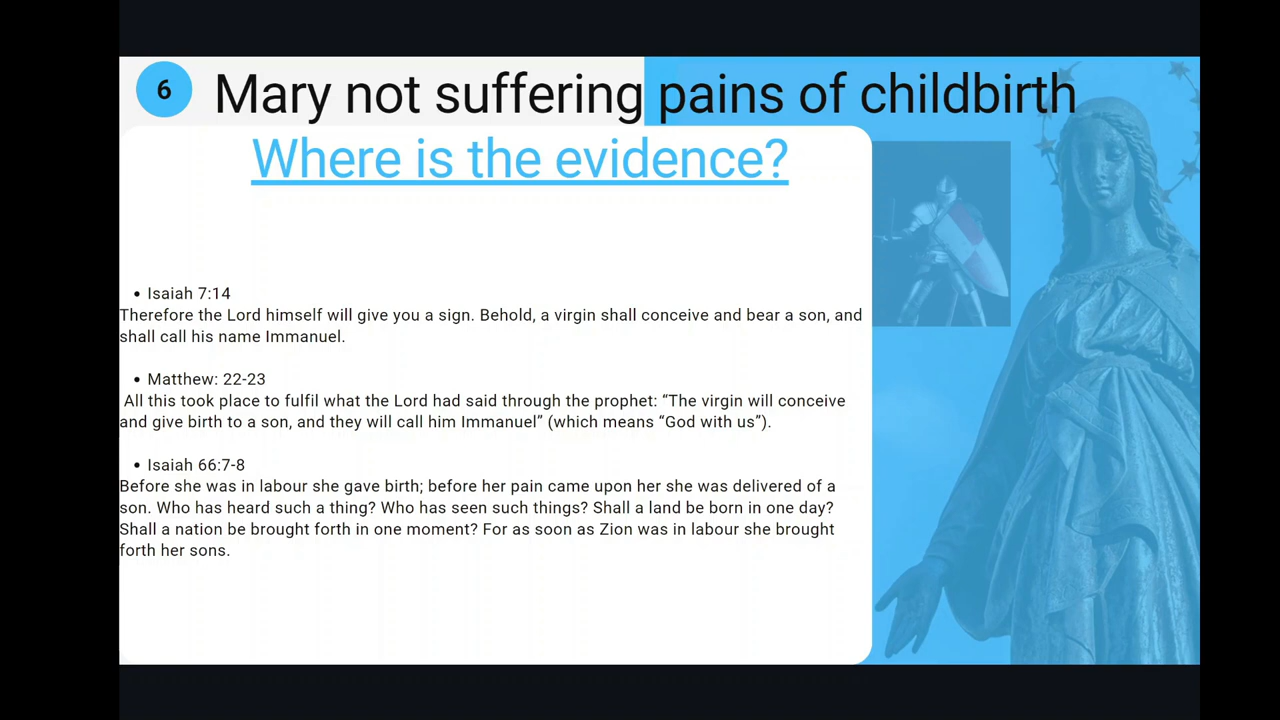 6
Mary not suffering pains of childbirth
Where is the evidence?
• Isaiah 7:14
Therefore the Lord himself will give you a sign. Behold, a virgin shall conceive and bear a son, and
shall call his name Immanuel.
• Matthew: 22-23
All this took place to fulfil what the Lord had said through the prophet: “The virgin will conceive
and give birth to a son, and they will call him Immanuel” (which means “God with us”).
• Isaiah 66:7-8
Before she was in labour she gave birth; before her pain came upon her she was delivered of a
son. Who has heard such a thing? Who has seen such things? Shall a land be born in one day?
Shall a nation be brought forth in one moment? For as soon as Zion was in labour she brought
forth her sons.